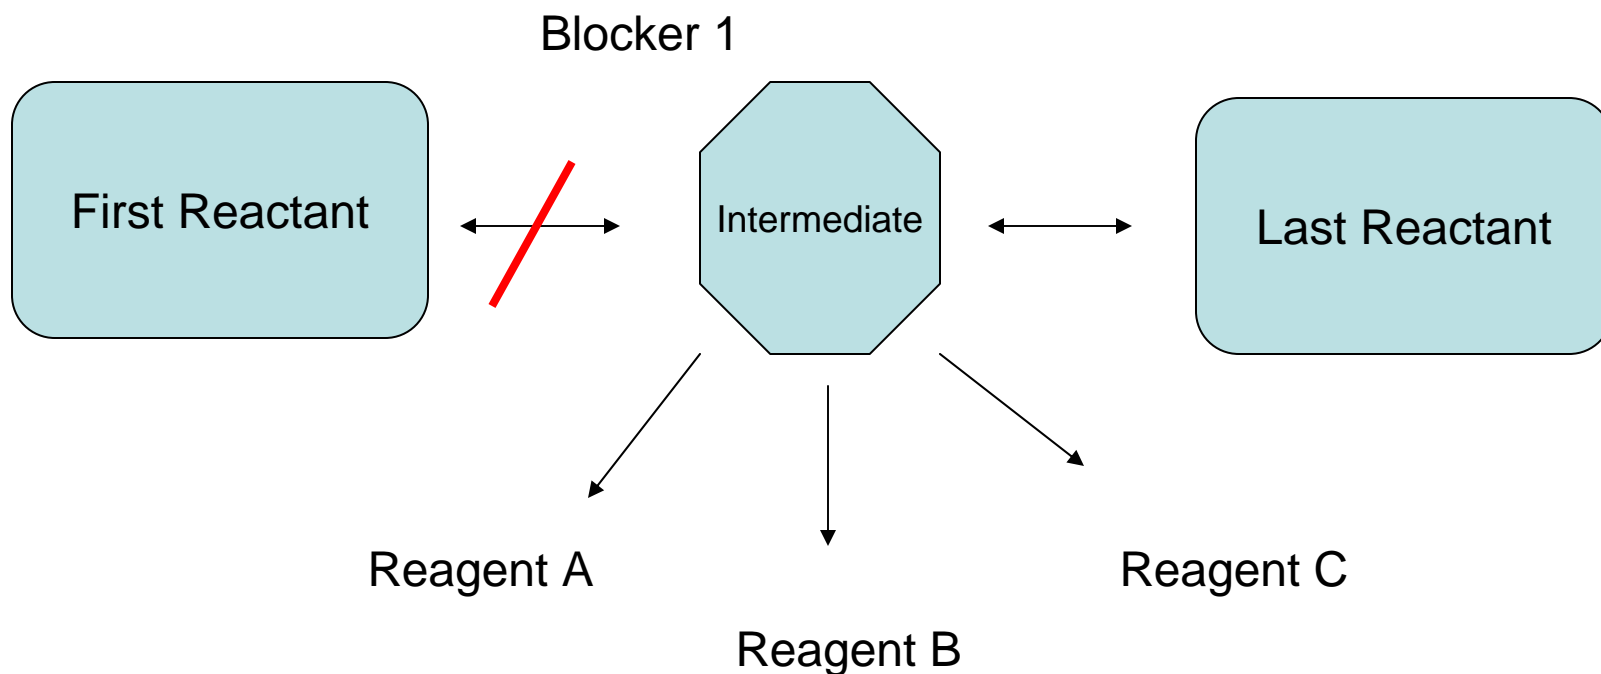 Blocker 1
First Reactant
Intermediate
Last Reactant
Reagent A
Reagent C
Reagent B